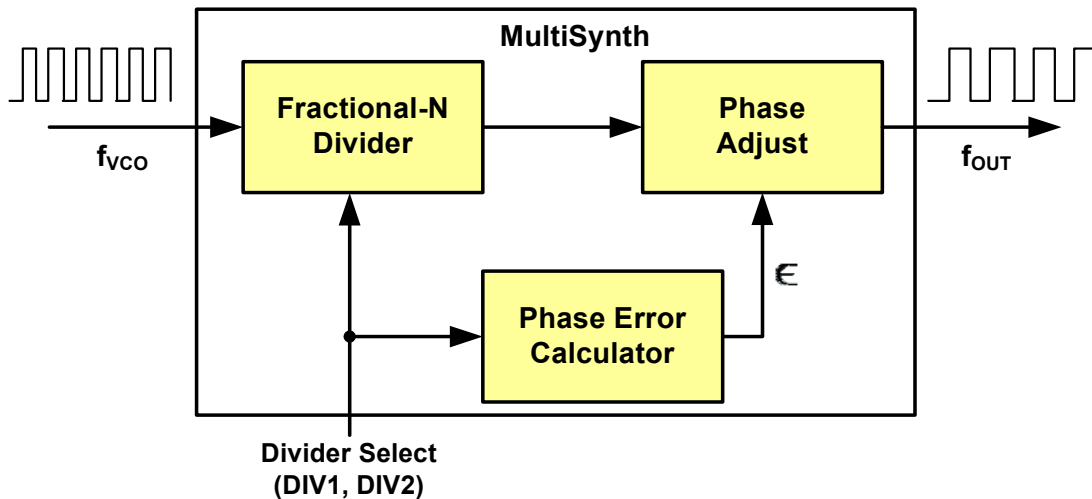 MultiSynth
Fractional-N
Divider
Phase
Adjust
fVCO
fOUT
ϵ
Phase Error
Calculator
Divider Select
(DIV1, DIV2)